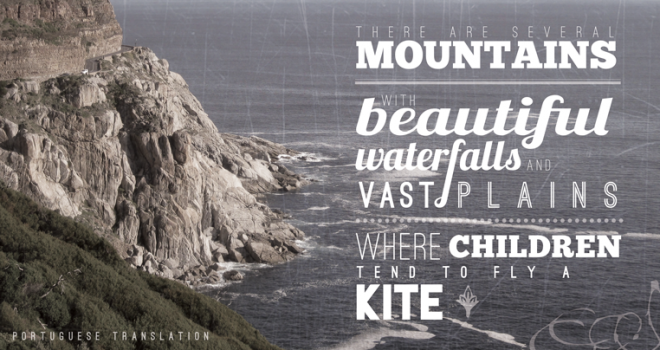 THERE ARE SEVERAL
MOUNTAINS
WITH
beautiful
waterfalls AND
VAST PLAINS
WHERE CHILDREN
TEND TO FLY A
KITE
PORTUGUESE TRANSLATION